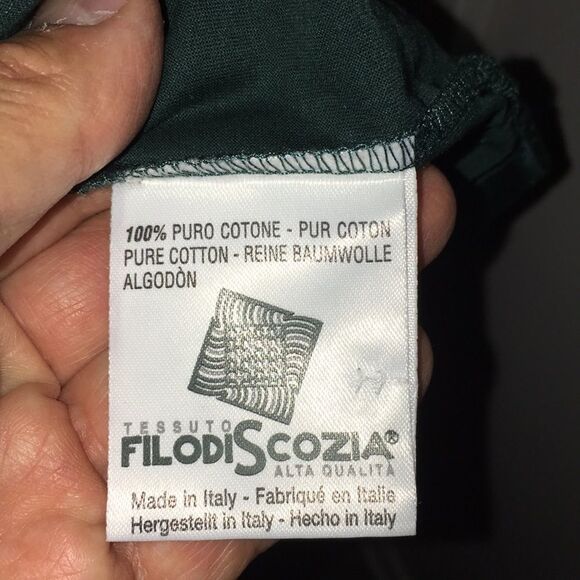 100% PURO COTONE - PUR COTON
PURE COTTON - REINE BAUMWOLLE
ALGODÒN
TESSUTO
FILODISCOZIA®
ALTA QUALITÀ
Made in Italy - Fabriqué en Italie
Hergestellt in Italy - Hecho in Italy